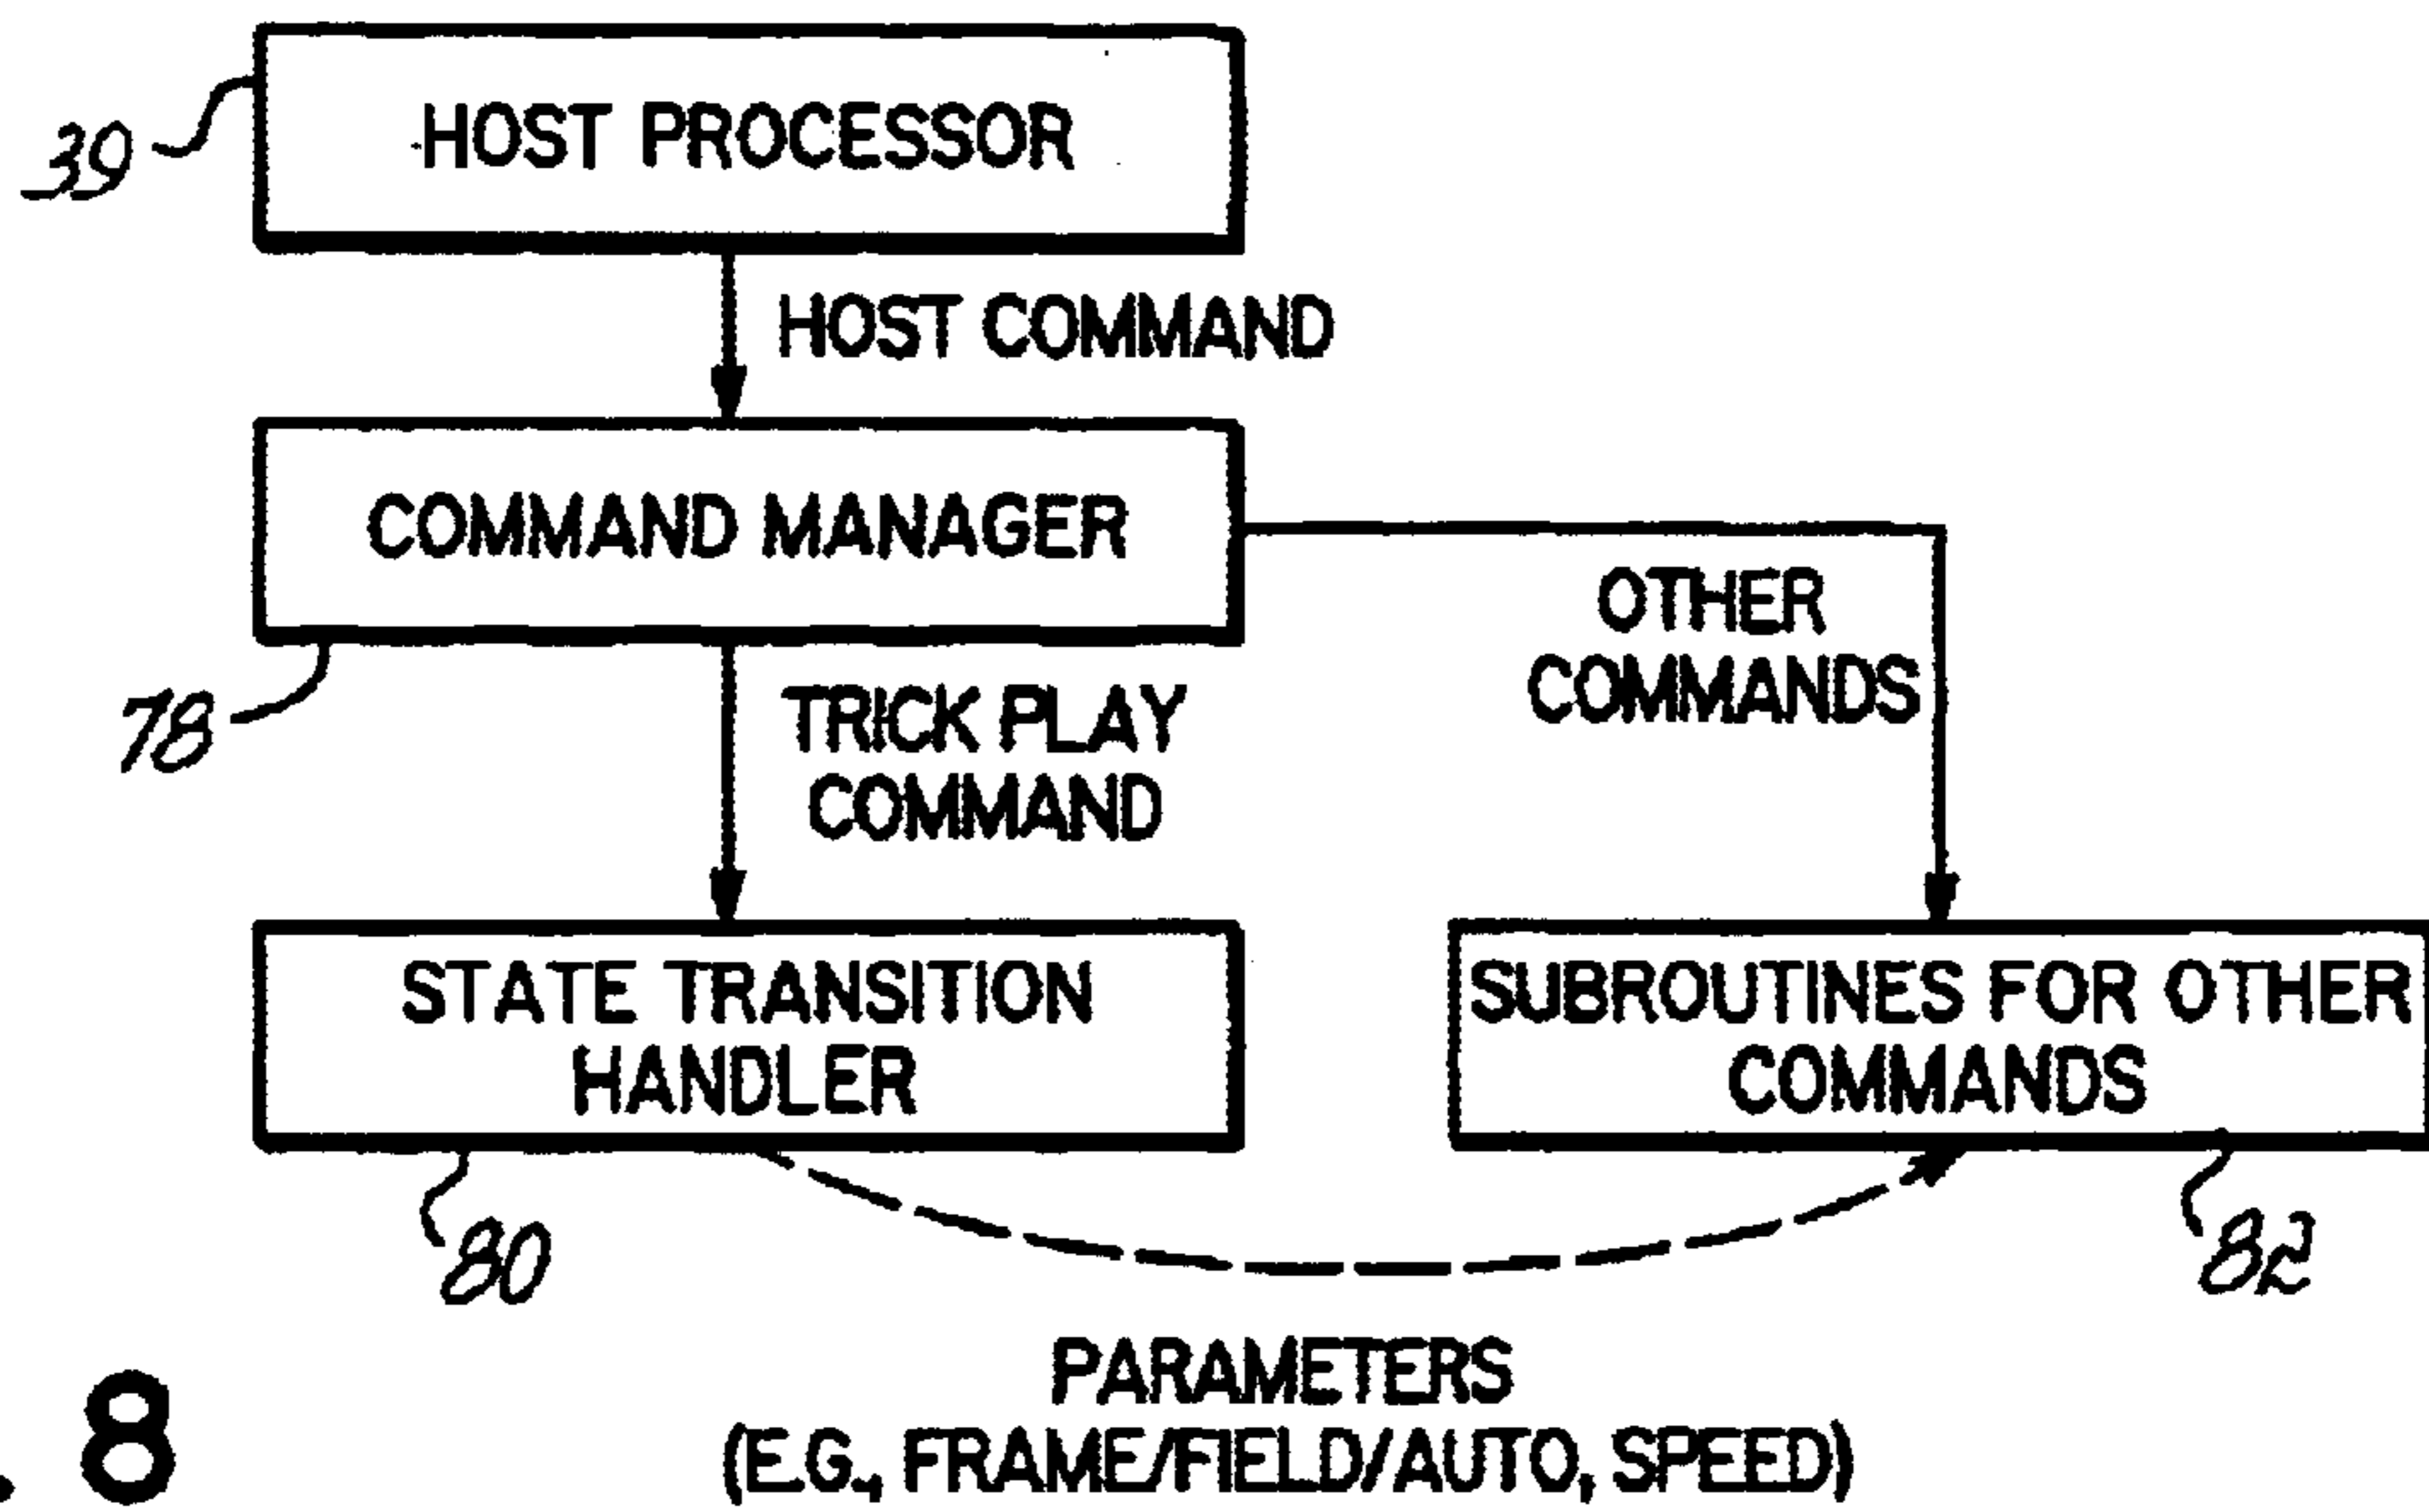 39
HOST PROCESSOR
HOST COMMAND
COMMAND MANAGER
OTHER
COMMANDS
78
TRICK PLAY
COMMAND
STATE TRANSITION
HANDLER
SUBROUTINES FOR OTHER
COMMANDS
80
82
PARAMETERS
(E.G., FRAME/FIELD/AUTO, SPEED)
. 8